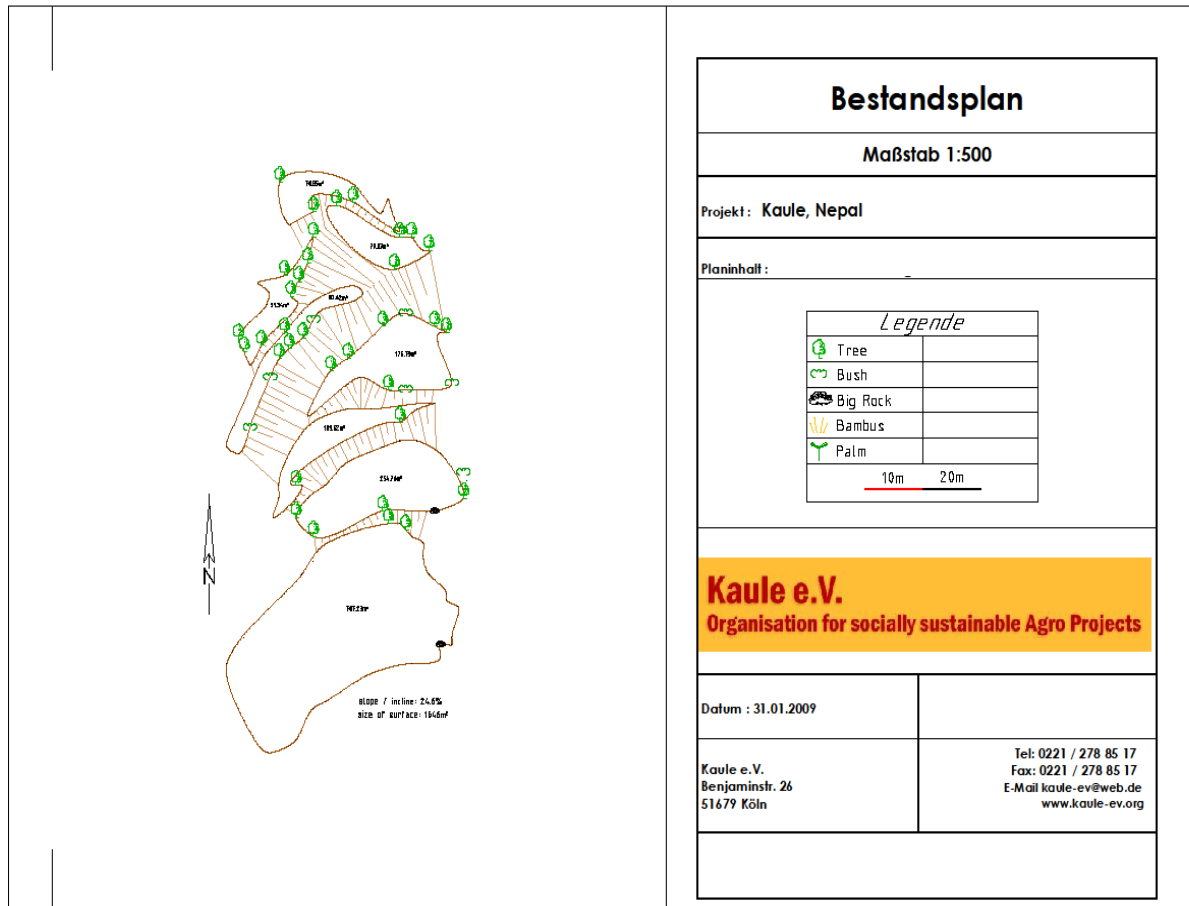 176.79m²
N
slope / incline: 24.6%
size of surface: 1646m²
Bestandsplan
Maßstab 1:500
Projekt : Kaule, Nepal
Planinhalt : -
Legende
Tree
Bush
Big Rock
Bambus
Palm
10m 20m
Kaule e.V.
Organisation for socially sustainable Agro Projects
Datum : 31.01.2009
Kaule e.V.
Benjaminstr. 26
51679 Köln
Tel: 0221 / 278 85 17
Fax: 0221 / 278 85 17
E-Mail kaule-ev@web.de
www.kaule-ev.org